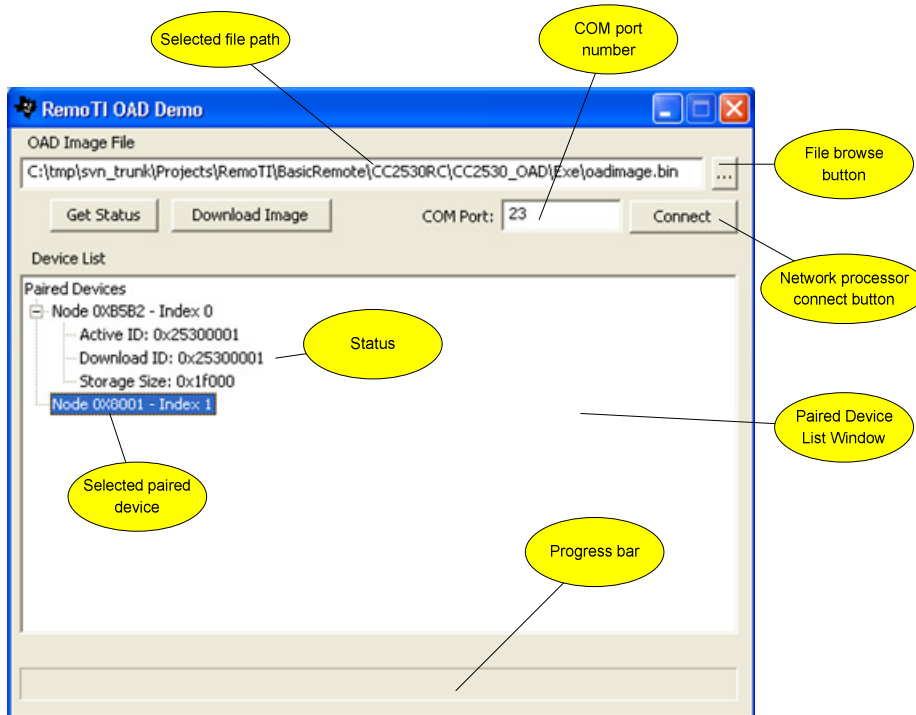 Selected file path
COM port
number
RemoTI OAD Demo
OAD Image File
C:\tmp\svn_trunk\Projects\RemoTI\BasicRemote\CC2530RC\CC2530_OAD\Exe\oadimage.bin
...
File browse
button
Get Status
Download Image
COM Port:
23
Connect
Device List
Network processor
connect button
Paired Devices
Node 0XB5B2 - Index 0
Active ID: 0x25300001
Download ID: 0x25300001
Storage Size: 0x1f000
Node 0X8001 - Index 1
Status
Paired Device
List Window
Selected paired
device
Progress bar